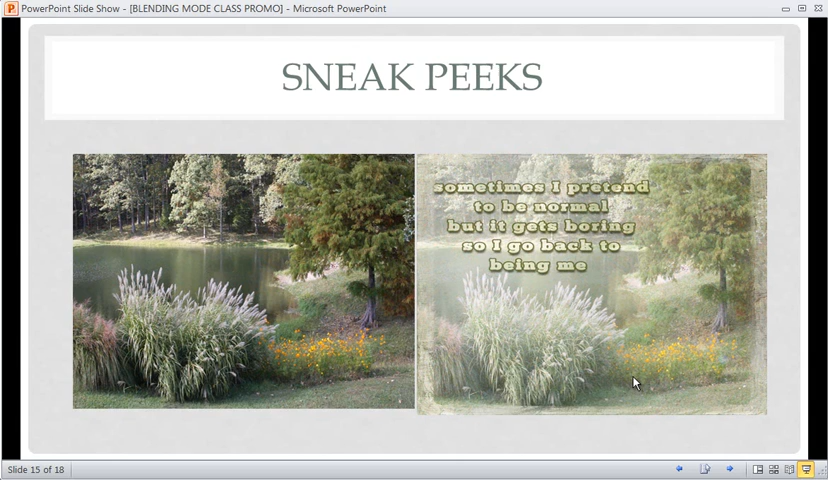 PowerPoint Slide Show - [BLENDING MODE CLASS PROMO] - Microsoft PowerPoint
SNEAK PEEKS
sometimes I pretend
to be normal
but it gets boring
so I go back to
being me
Slide 15 of 18